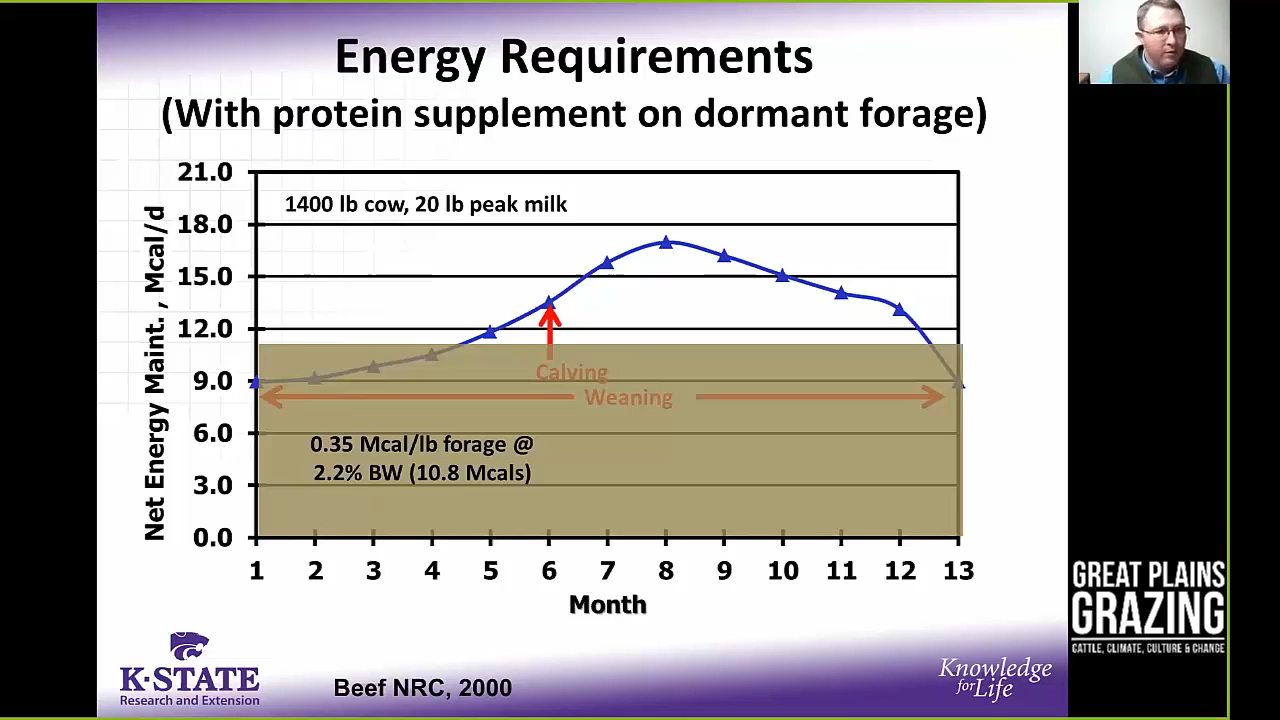 Energy Requirements
(With protein supplement on dormant forage)
Net Energy Maint. , Mcal/d
21.0
18.0
15.0
12.0
9.0
6.0
3.0
0.0
1400 lb cow, 20 lb peak milk
Calving
Weaning
0.35 Mcal/lb forage @
2.2% BW (10.8 Mcals)
1 2 3 4 5 6 7 8 9 10 11 12 13
Month
K-STATE
Research and Extension
Beef NRC, 2000
Knowledge
for Life
GREAT PLAINS
GRAZING
CATTLE, CLIMATE, CULTURE & CHANGE